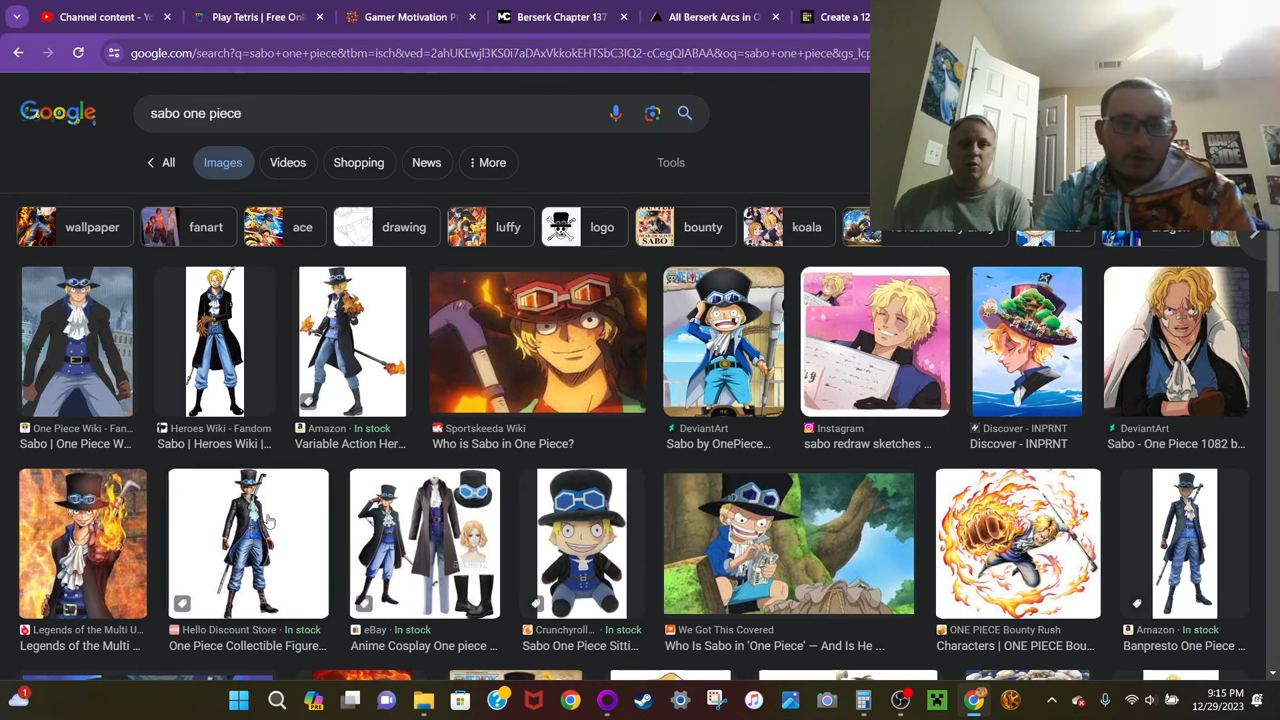 Channel content - Yo
Play Tetris | Free Onl
Gamer Motivation Pr
Berserk Chapter 137
All Berserk Arcs in O
Create a 12
google.com/search?q=sabo+one+piece&tbm=isch&ved=2ahUKEwjl3KS0i7aDAxVkkokEHTSbC3IQ2-cCegQIABAA&oq=sabo+one+piece&gs_lcp
Google
sabo one piece
All
Images
Videos
Shopping
News
More
Tools
DARK SIDE
wallpaper
fanart
ace
drawing
luffy
logo
bounty
koala
One Piece Wiki - Fan...
Sabo | One Piece W...
Heroes Wiki - Fandom
Sabo | Heroes Wiki |...
Amazon · In stock
Variable Action Her...
Sportskeeda Wiki
Who is Sabo in One Piece?
DeviantArt
Sabo by OnePiece...
Instagram
sabo redraw sketches ...
Discover - INPRNT
Discover - INPRNT
DeviantArt
Sabo - One Piece 1082 b...
Legends of the Multi U...
Legends of the Multi ...
Hello Discount Store · In stock
One Piece Collectible Figure...
eBay · In stock
Anime Cosplay One piece ...
Crunchyroll... · In stock
Sabo One Piece Sitti...
We Got This Covered
Who Is Sabo in 'One Piece' — And Is He ...
ONE PIECE Bounty Rush
Characters | ONE PIECE Bou...
Amazon · In stock
Banpresto One Piece ...
1
PRE
9:15 PM
12/29/2023